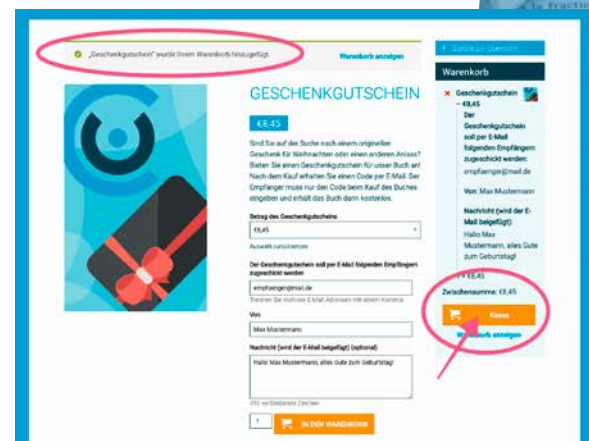 la fracti
„Geschenkgutschein“ wurde Ihrem Warenkorb hinzugefügt.
Warenkorb anzeigen
GESCHENKGUTSCHEIN
€8,45
Sind Sie auf der Suche nach einem originellen
Geschenk für Weihnachten oder einen anderen Anlass?
Bieten Sie einen Geschenkgutschein für unser Buch an!
Nach dem Kauf erhalten Sie einen Code per E-Mail. Der
Empfänger muss nur den Code beim Kauf des Buches
eingeben und erhält das Buch dann kostenlos.
Betrag des Geschenkgutscheins
€8,45
Auswahl zurücksetzen
Der Geschenkgutschein soll per E-Mail folgenden Empfängern
zugeschickt werden
empfaenger@mail.de
Trennen Sie mehrere E-Mail Adressen mit einem Komma.
Von
Max Mustermann
Nachricht (wird der E-Mail beigefügt) (optional)
Hallo Max Mustermann, alles Gute zum Geburtstag!
verbleibende Zeichen
1
IN DEN WARENKORB
Zurück zur Übersicht
Warenkorb
× Geschenkgutschein
– €8,45
Der
Geschenkgutschein
soll per E-Mail
folgenden Empfängern
zugeschickt werden:
empfaenger@mail.de
Von: Max Mustermann
Nachricht (wird der E-
Mail beigefügt):
Hallo Max
Mustermann, alles Gute
zum Geburtstag!
1 × €8,45
Zwischensumme: €8,45
Kasse
Warenkorb anzeigen